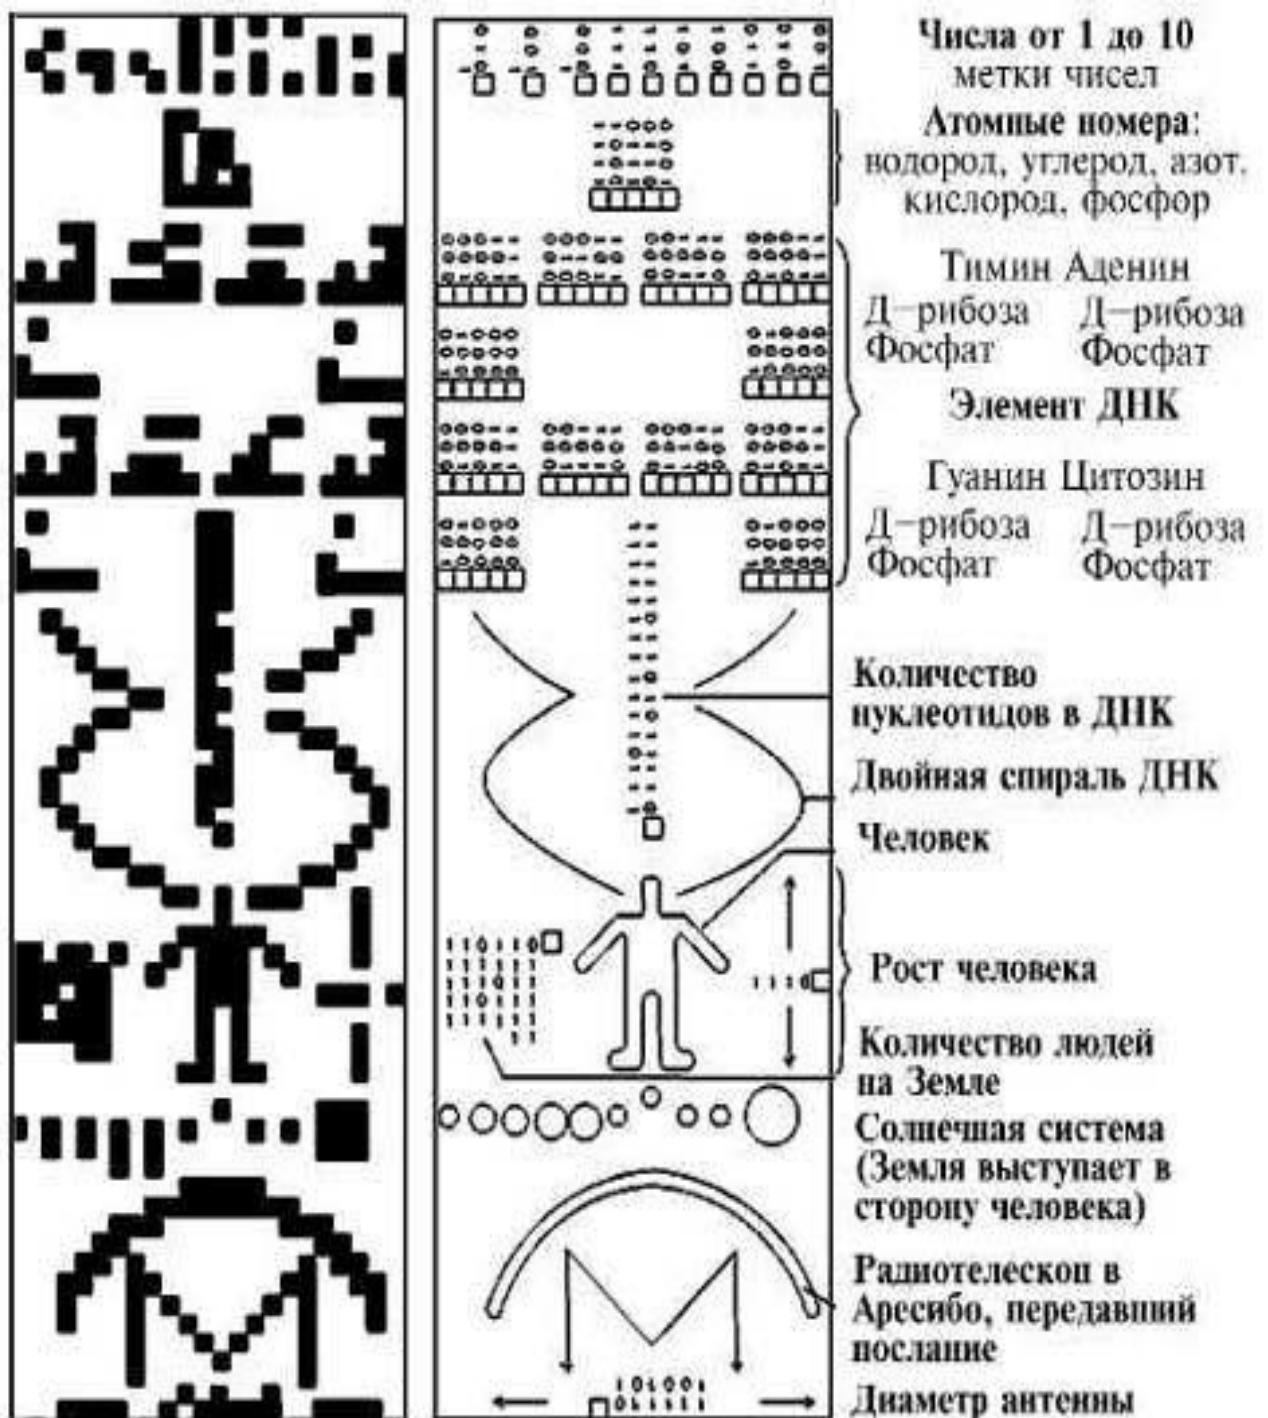 Числа от 1 до 10
метки чисел
Атомные номера:
водород, углерод, азот,
кислород, фосфор
Тимин Аденин
Д-рибоза Д-рибоза
Фосфат Фосфат
Элемент ДНК
Гуанин Цитозин
Д-рибоза Д-рибоза
Фосфат Фосфат
Количество
нуклеотидов в ДНК
Двойная спираль ДНК
Человек
Рост человека
Количество людей
на Земле
Солнечная система
(Земля выступает в
сторону человека)
Радиотелескоп в
Аресибо, передавший
послание
Диаметр антенны